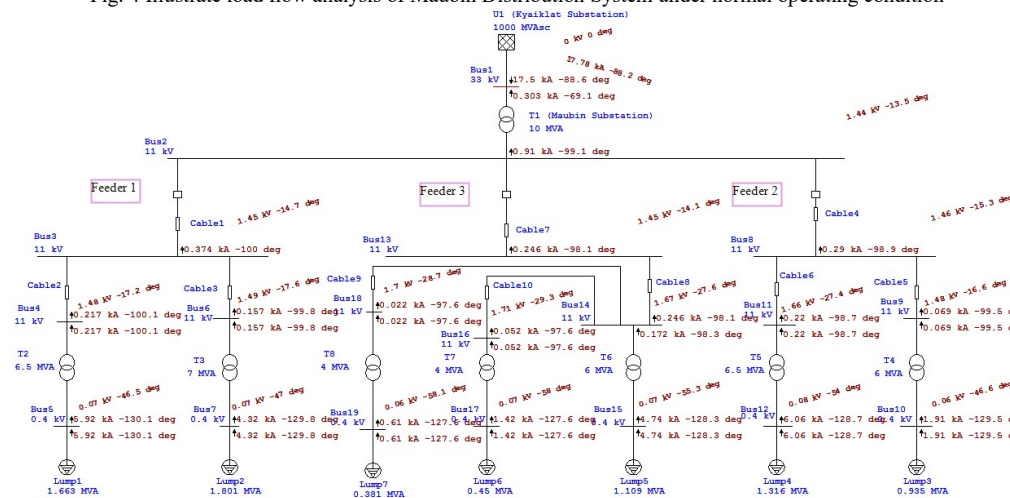 Fig. 4 Illustrate load flow analysis of Maubin Distribution System under normal operating condition
U1 (Kyaiklat Substation)
1000 MVAsc
0 kV 0 deg
17.78 kA -88.2 deg
Bus1
33 kV
17.5 kA -88.6 deg
0.303 kA -69.1 deg
T1 (Maubin Substation)
10 MVA
1.44 kV -13.5 deg
Bus2
11 kV
0.91 kA -99.1 deg
Feeder 1
Feeder 3
Feeder 2
Cable1
1.45 kV -14.7 deg
Cable7
1.45 kV -14.1 deg
Cable4
1.46 kV -15.3 deg
Bus3
11 kV
0.374 kA -100 deg
Bus13
11 kV
0.246 kA -98.1 deg
Bus8
11 kV
0.29 kA -98.9 deg
Cable2
1.48 kV -17.2 deg
Cable3
1.49 kV -17.6 deg
Cable9
1.7 kV -28.7 deg
Cable10
1.71 kV -29.3 deg
Cable8
1.67 kV -27.6 deg
Cable6
1.66 kV -27.4 deg
Cable5
1.48 kV -16.6 deg
Bus4
11 kV
0.217 kA -100.1 deg
0.217 kA -100.1 deg
Bus6
11 kV
0.157 kA -99.8 deg
0.157 kA -99.8 deg
Bus18
11 kV
0.022 kA -97.6 deg
0.022 kA -97.6 deg
Bus16
11 kV
0.052 kA -97.6 deg
0.052 kA -97.6 deg
Bus14
11 kV
0.246 kA -98.1 deg
0.172 kA -98.3 deg
Bus11
11 kV
0.22 kA -98.7 deg
0.22 kA -98.7 deg
Bus9
11 kV
0.069 kA -99.5 deg
0.069 kA -99.5 deg
T2
6.5 MVA
T3
7 MVA
T8
4 MVA
T7
4 MVA
T6
6 MVA
T5
6.5 MVA
T4
6 MVA
0.07 kV -46.5 deg
0.07 kV -47 deg
0.06 kV -58.1 deg
0.07 kV -58 deg
0.07 kV -55.3 deg
0.08 kV -54 deg
0.06 kV -46.6 deg
Bus5
0.4 kV
5.92 kA -130.1 deg
5.92 kA -130.1 deg
Bus7
0.4 kV
4.32 kA -129.8 deg
4.32 kA -129.8 deg
Bus19
0.4 kV
0.61 kA -127.6 deg
0.61 kA -127.6 deg
Bus17
0.4 kV
1.42 kA -127.6 deg
1.42 kA -127.6 deg
Bus15
0.4 kV
4.74 kA -128.3 deg
4.74 kA -128.3 deg
Bus12
0.4 kV
6.06 kA -128.7 deg
6.06 kA -128.7 deg
Bus10
0.4 kV
1.91 kA -129.5 deg
1.91 kA -129.5 deg
Lump1
1.663 MVA
Lump2
1.801 MVA
Lump7
0.381 MVA
Lump6
0.45 MVA
Lump5
1.109 MVA
Lump4
1.316 MVA
Lump3
0.935 MVA